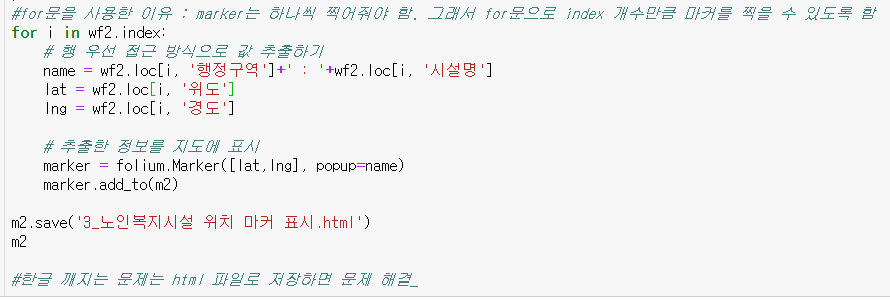 #for문을 사용한 이유 : marker는 하나씩 찍어줘야 함. 그래서 for문으로 index 개수만큼 마커를 찍을 수 있도록 함
for i in wf2.index:
    # 행 우선 접근 방식으로 값 추출하기
    name = wf2.loc[i, '행정구역']+' : '+wf2.loc[i, '시설명']
    lat = wf2.loc[i, '위도']
    lng = wf2.loc[i, '경도']
    # 추출한 정보를 지도에 표시
    marker = folium.Marker([lat,lng], popup=name)
    marker.add_to(m2)
m2.save('3_노인복지시설 위치 마커 표시.html')
m2
#한글 깨지는 문제는 html 파일로 저장하면 문제 해결_